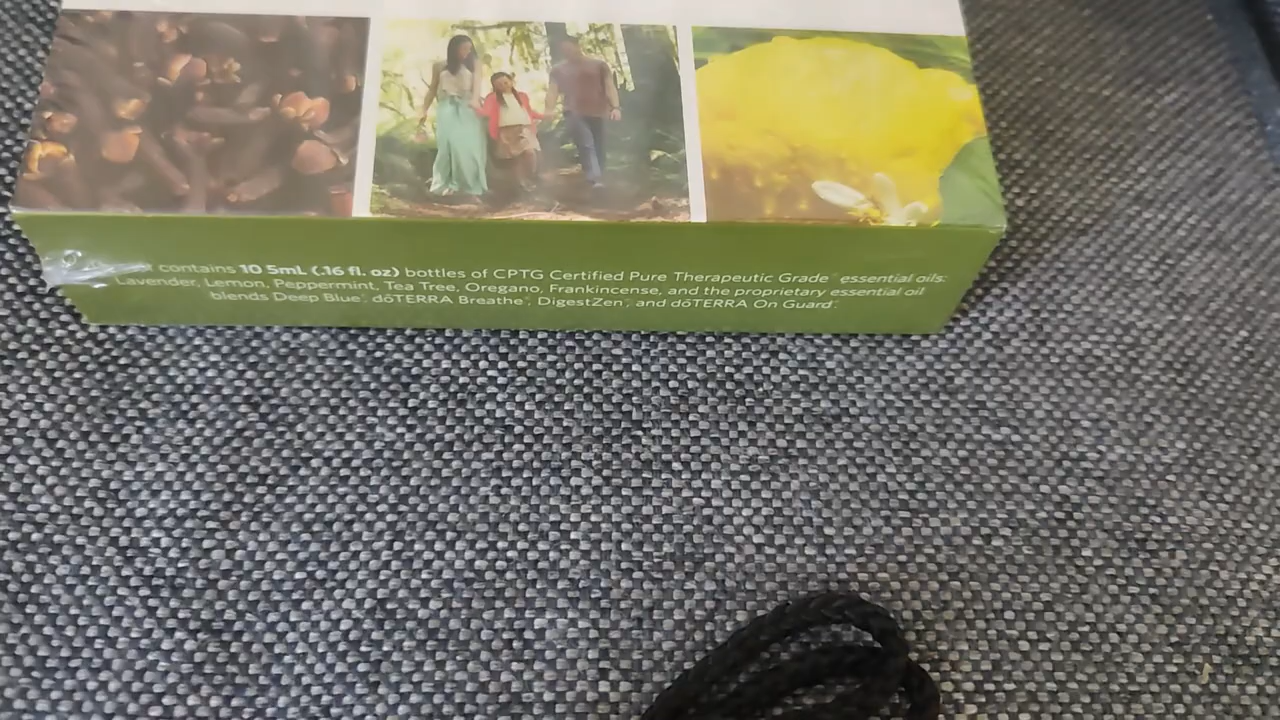 contains 10 5mL (.16 fl. oz) bottles of CPTG Certified Pure Therapeutic Grade® essential oils:
Lavender, Lemon, Peppermint, Tea Tree, Oregano, Frankincense, and the proprietary essential oil
blends Deep Blue®, dōTERRA Breathe®, DigestZen®, and dōTERRA On Guard®.